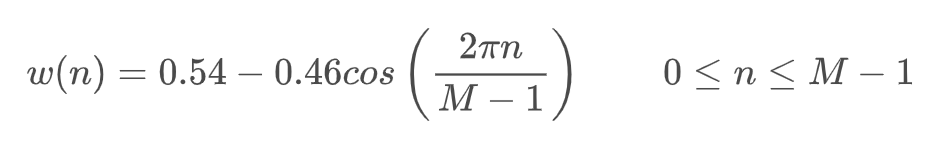 w(n) = 0.54 − 0.46cos(2πn / M − 1) 0 ≤ n ≤ M − 1